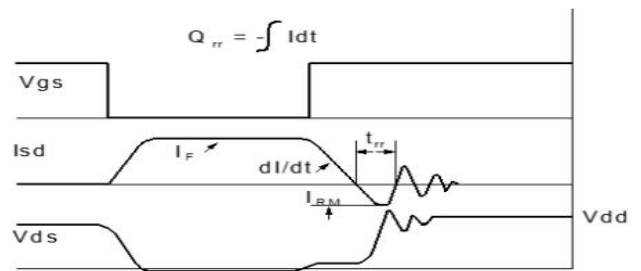 Q rr = -∫ Idt
Vgs
Isd
I F
dI/dt
t rr
I RM
Vds
Vdd